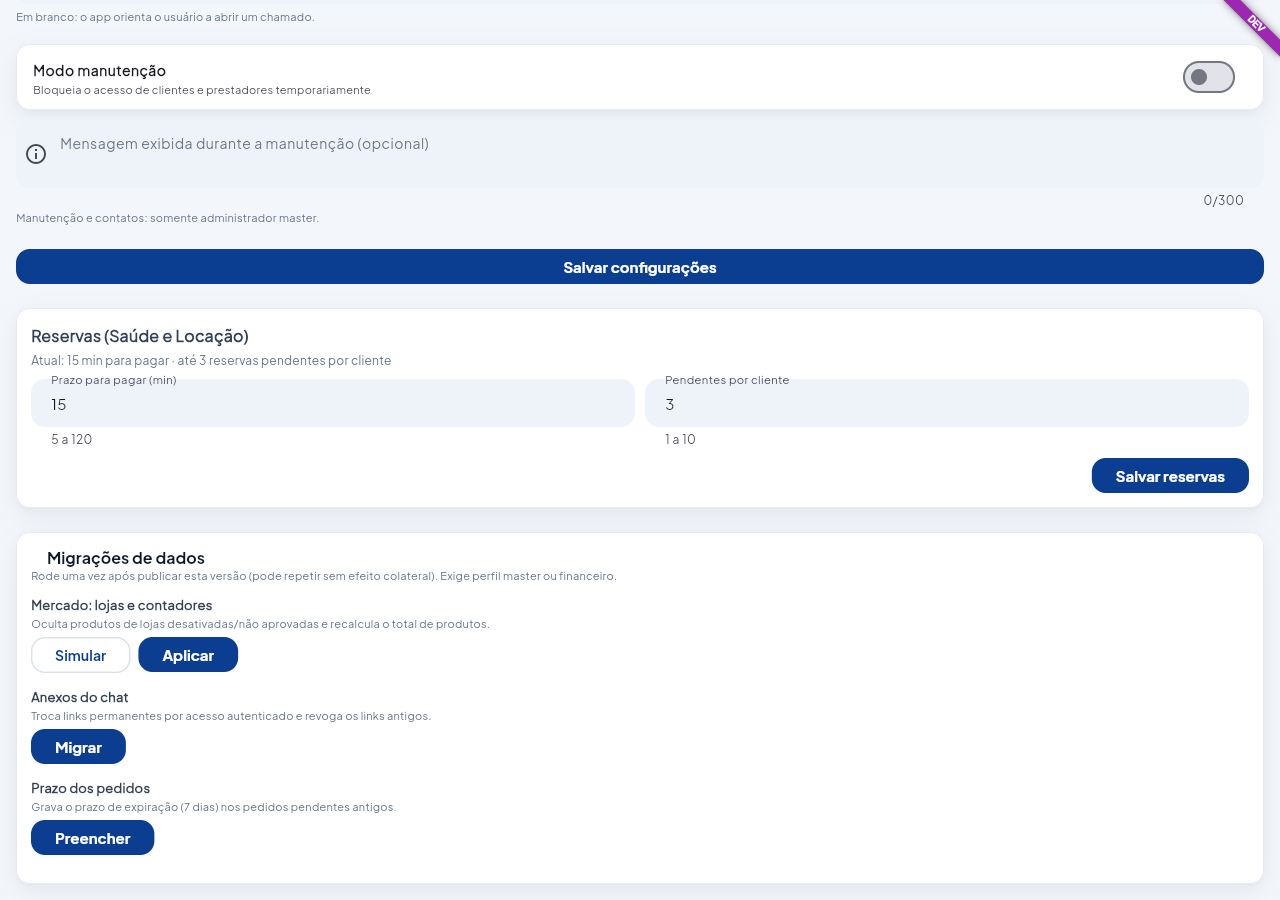 Em branco: o app orienta o usuário a abrir um chamado.
DEV
Modo manutenção
Bloqueia o acesso de clientes e prestadores temporariamente
Mensagem exibida durante a manutenção (opcional)
0/300
Manutenção e contatos: somente administrador master.
Salvar configurações
Reservas (Saúde e Locação)
Atual: 15 min para pagar · até 3 reservas pendentes por cliente
Prazo para pagar (min)
15
5 a 120
Pendentes por cliente
3
1 a 10
Salvar reservas
Migrações de dados
Rode uma vez após publicar esta versão (pode repetir sem efeito colateral). Exige perfil master ou financeiro.
Mercado: lojas e contadores
Oculta produtos de lojas desativadas/não aprovadas e recalcula o total de produtos.
Simular
Aplicar
Anexos do chat
Troca links permanentes por acesso autenticado e revoga os links antigos.
Migrar
Prazo dos pedidos
Grava o prazo de expiração (7 dias) nos pedidos pendentes antigos.
Preencher